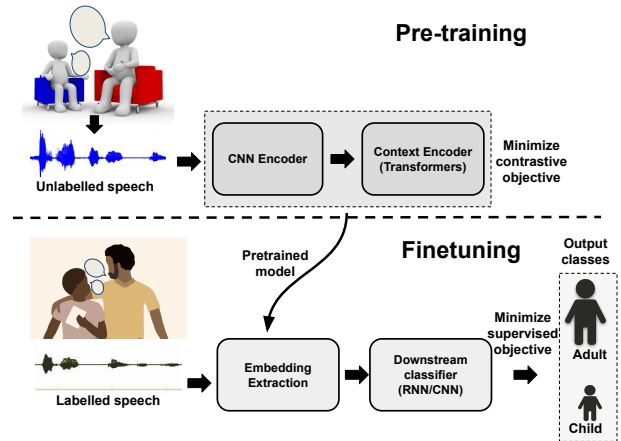 Pre-training
CNN Encoder
Context Encoder
(Transformers)
Minimize
contrastive
objective
Unlabelled speech
Pretrained
model
Finetuning
Output
classes
Minimize
supervised
objective
Embedding
Extraction
Downstream
classifier
(RNN/CNN)
Adult
Child
Labelled speech